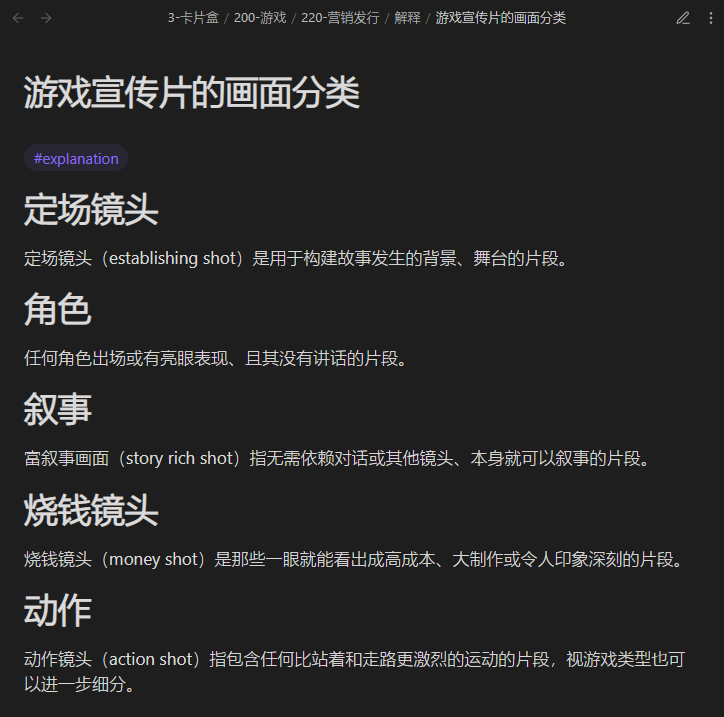 3-卡片盒 / 200-游戏 / 220-营销发行 / 解释 / 游戏宣传片的画面分类
游戏宣传片的画面分类
#explanation
定场镜头
定场镜头（establishing shot）是用于构建故事发生的背景、舞台的片段。
角色
任何角色出场或有亮眼表现、且其没有讲话的片段。
叙事
富叙事画面（story rich shot）指无需依赖对话或其他镜头、本身就可以叙事的片段。
烧钱镜头
烧钱镜头（money shot）是那些一眼就能看出成高成本、大制作或令人印象深刻的片段。
动作
动作镜头（action shot）指包含任何比站着和走路更激烈的运动的片段，视游戏类型也可
以进一步细分。